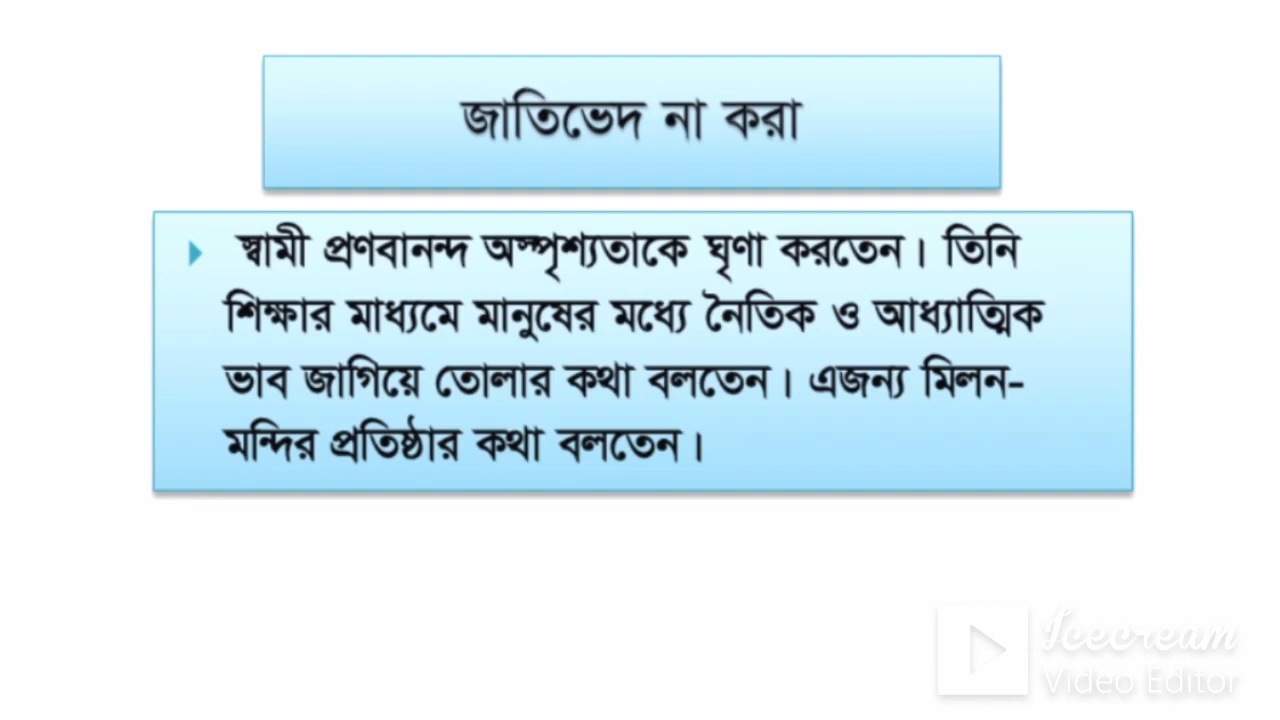 জাতিভেদ না করা
স্বামী প্রণবানন্দ অস্পৃশ্যতাকে ঘৃণা করতেন। তিনি
শিক্ষার মাধ্যমে মানুষের মধ্যে নৈতিক ও আধ্যাত্মিক
ভাব জাগিয়ে তোলার কথা বলতেন। এজন্য মিলন-
মন্দির প্রতিষ্ঠার কথা বলতেন।
Icecream
Video Editor